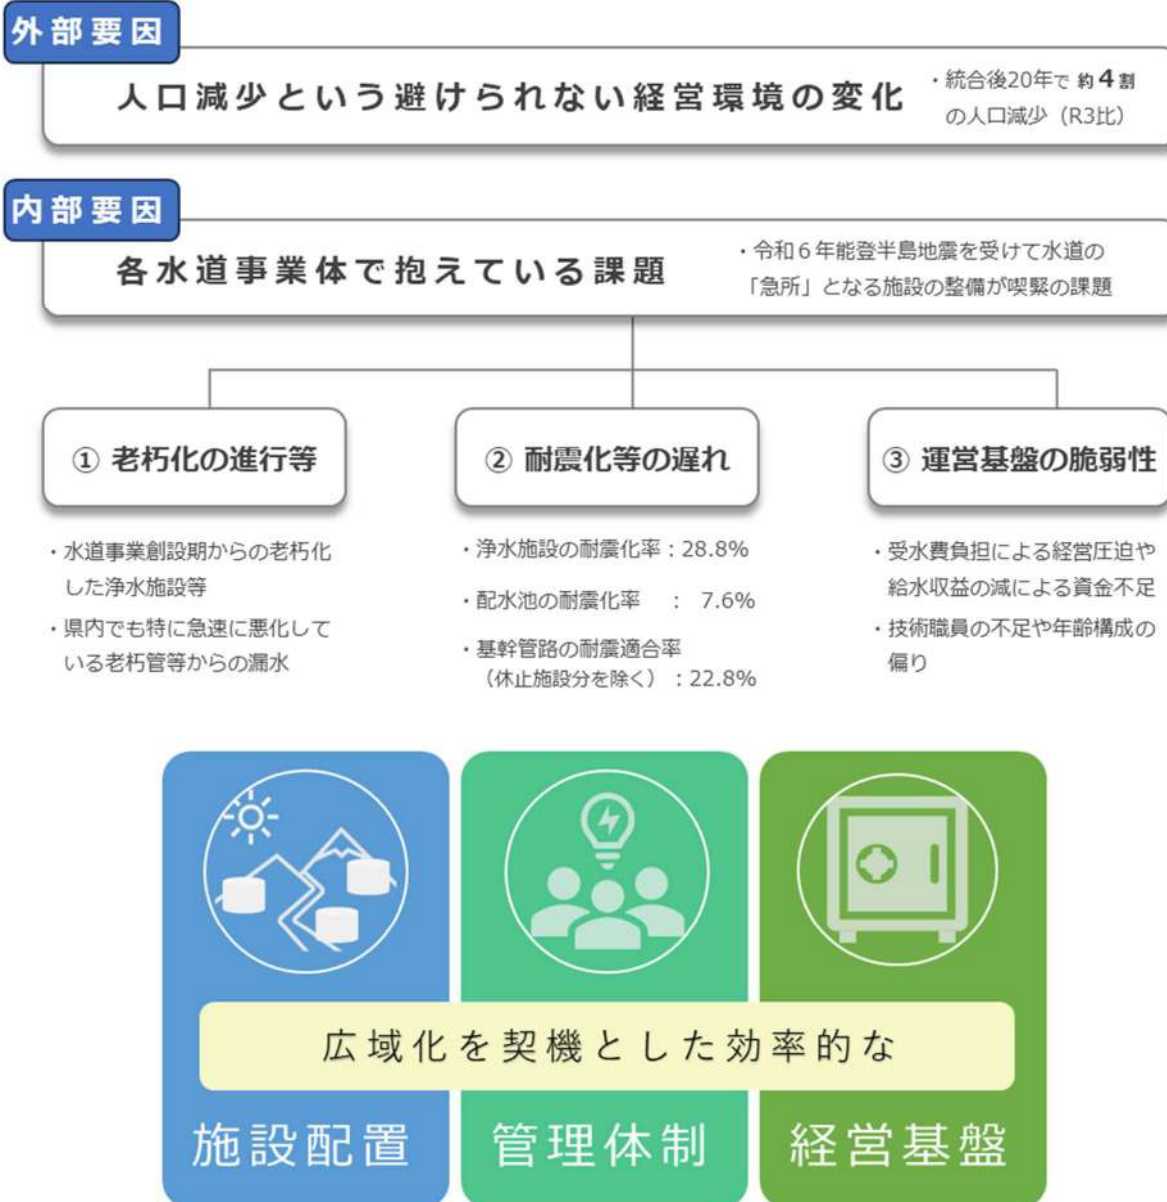 外部要因
人口減少という避けられない経営環境の変化
・統合後20年で 約4割
の人口減少（R3比）
内部要因
各水道事業体で抱えている課題
・令和６年能登半島地震を受けて水道の
「急所」となる施設の整備が喫緊の課題
① 老朽化の進行等
・水道事業創設期からの老朽化
した浄水施設等
・県内でも特に急速に悪化して
いる老朽管等からの漏水
② 耐震化等の遅れ
・浄水施設の耐震化率：28.8%
・配水池の耐震化率　： 7.6%
・基幹管路の耐震適合率
（休止施設分を除く）：22.8%
③ 運営基盤の脆弱性
・受水費負担による経営圧迫や
給水収益の減による資金不足
・技術職員の不足や年齢構成の
偏り
広域化を契機とした効率的な
施設配置
管理体制
経営基盤